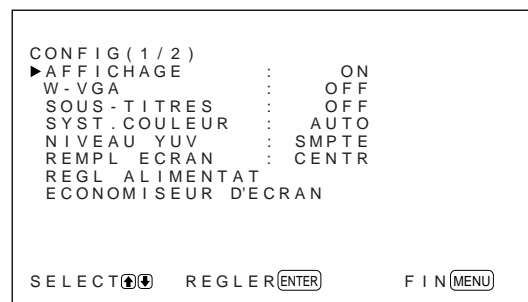 CONFIG(1/2)
▶AFFICHAGE : ON
W-VGA : OFF
SOUS-TITRES : OFF
SYST.COULEUR : AUTO
NIVEAU YUV : SMPTE
REMPL ECRAN : CENTR
REGL ALIMENTAT
ECONOMISEUR D'ECRAN
SELECT⬆⬇ REGLER ENTER FIN MENU